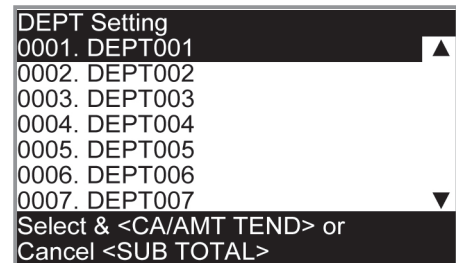 DEPT Setting
0001. DEPT001 ▲
0002. DEPT002
0003. DEPT003
0004. DEPT004
0005. DEPT005
0006. DEPT006
0007. DEPT007 ▼
Select & <CA/AMT TEND> or
Cancel <SUB TOTAL>